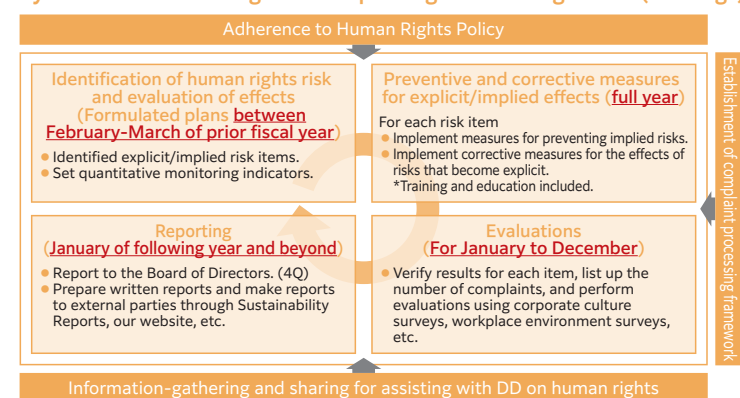 Adherence to Human Rights Policy
Identification of human rights risk
and evaluation of effects
(Formulated plans between
February-March of prior fiscal year)
● Identified explicit/implied risk items.
● Set quantitative monitoring indicators.
Preventive and corrective measures
for explicit/implied effects (full year)
For each risk item
● Implement measures for preventing implied risks.
● Implement corrective measures for the effects of
risks that become explicit.
*Training and education included.
Reporting
(January of following year and beyond)
● Report to the Board of Directors. (4Q)
● Prepare written reports and make reports
to external parties through Sustainability
Reports, our website, etc.
Evaluations
(For January to December)
● Verify results for each item, list up the
number of complaints, and perform
evaluations using corporate culture
surveys, workplace environment surveys,
etc.
Establishment of complaint processing framework
Information-gathering and sharing for assisting with DD on human rights